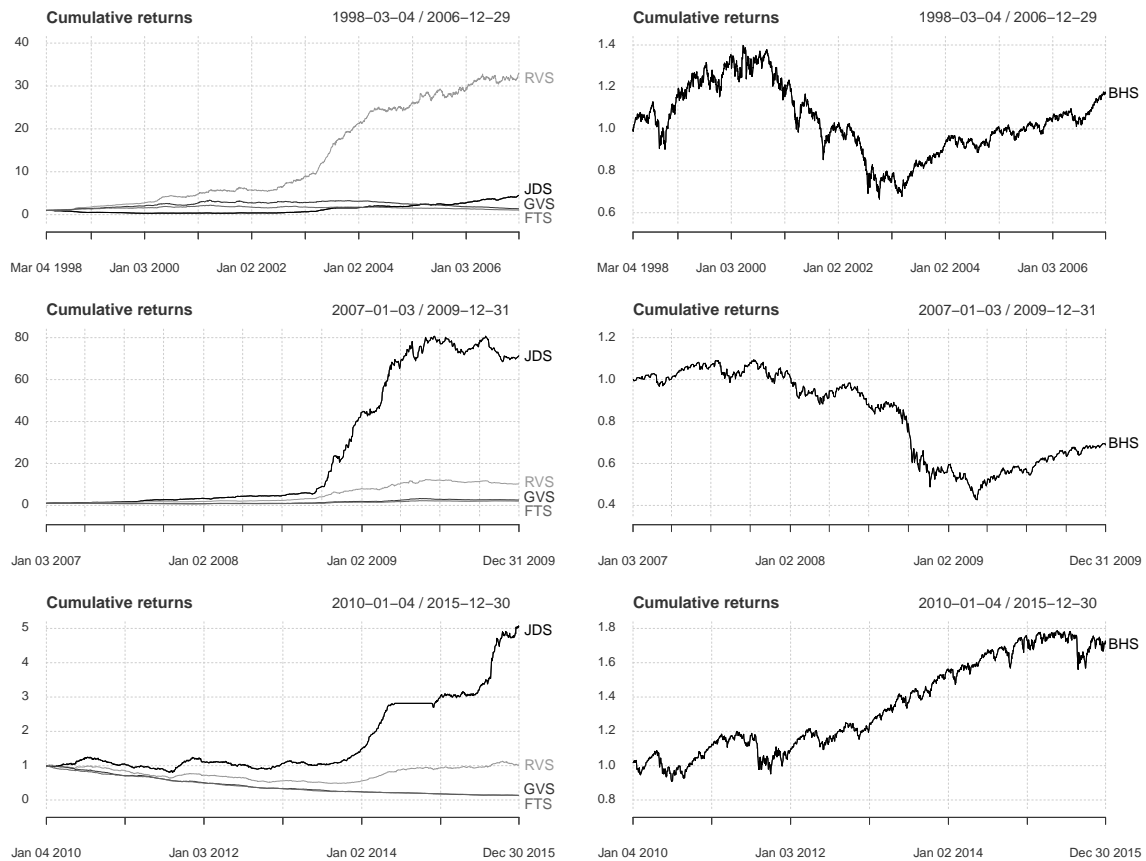 Cumulative returns 1998−03−04 / 2006−12−29
40
30
20
10
0
RVS
JDS
GVS
FTS
Mar 04 1998 Jan 03 2000 Jan 02 2002 Jan 02 2004 Jan 03 2006
Cumulative returns 1998−03−04 / 2006−12−29
1.4
1.2
1.0
0.8
0.6
BHS
Mar 04 1998 Jan 03 2000 Jan 02 2002 Jan 02 2004 Jan 03 2006
Cumulative returns 2007−01−03 / 2009−12−31
80
60
40
20
0
JDS
RVS
GVS
FTS
Jan 03 2007 Jan 02 2008 Jan 02 2009 Dec 31 2009
Cumulative returns 2007−01−03 / 2009−12−31
1.2
1.0
0.8
0.6
0.4
BHS
Jan 03 2007 Jan 02 2008 Jan 02 2009 Dec 31 2009
Cumulative returns 2010−01−04 / 2015−12−30
5
4
3
2
1
0
JDS
RVS
GVS
FTS
Jan 04 2010 Jan 03 2012 Jan 02 2014 Dec 30 2015
Cumulative returns 2010−01−04 / 2015−12−30
1.8
1.6
1.4
1.2
1.0
0.8
BHS
Jan 04 2010 Jan 03 2012 Jan 02 2014 Dec 30 2015